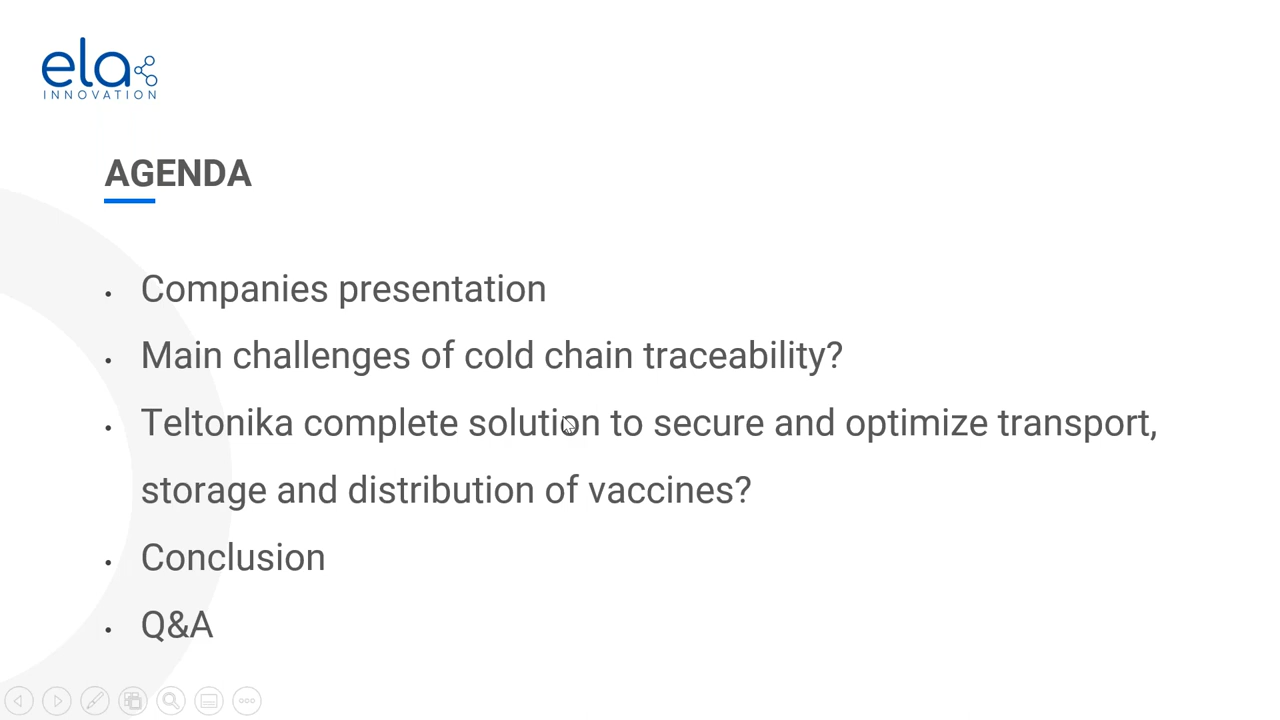 ela
INNOVATION
AGENDA
• Companies presentation
• Main challenges of cold chain traceability?
• Teltonika complete solution to secure and optimize transport,
storage and distribution of vaccines?
• Conclusion
• Q&A